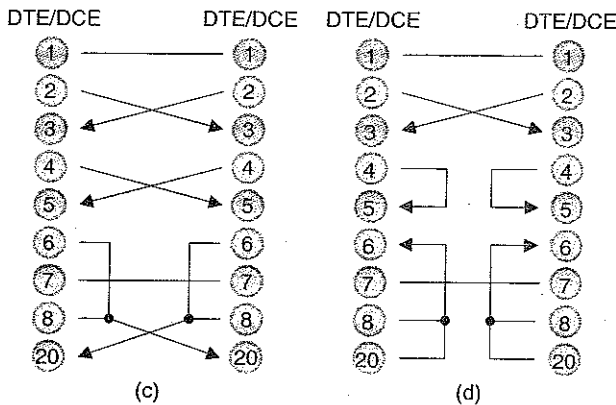 DTE/DCE DTE/DCE DTE/DCE DTE/DCE
1 1 1 1
2 2 2 2
3 3 3 3
4 4 4 4
5 5 5 5
6 6 6 6
7 7 7 7
8 8 8 8
20 20 20 20
(c) (d)